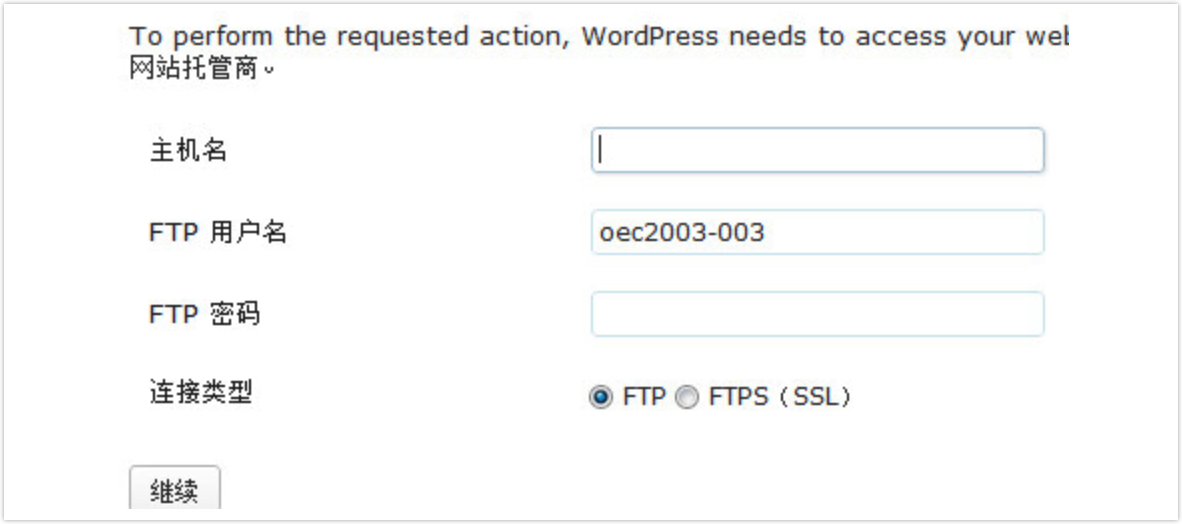 To perform the requested action, WordPress needs to access your web
网站托管商。
主机名
FTP 用户名
oec2003-003
FTP 密码
连接类型
FTP
FTPS（SSL）
继续